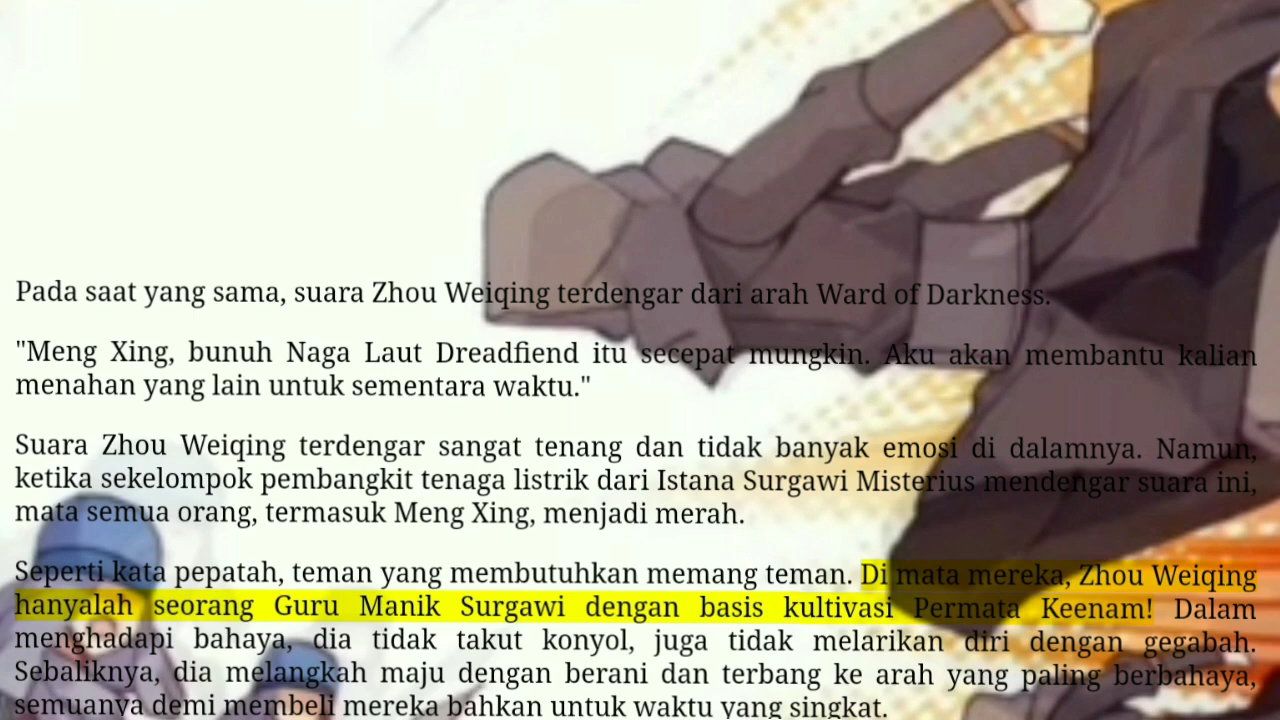 Pada saat yang sama, suara Zhou Weiqing terdengar dari arah Ward of Darkness.
"Meng Xing, bunuh Naga Laut Dreadfiend itu secepat mungkin. Aku akan membantu kalian
menahan yang lain untuk sementara waktu."
Suara Zhou Weiqing terdengar sangat tenang dan tidak banyak emosi di dalamnya. Namun,
ketika sekelompok pembangkit tenaga listrik dari Istana Surgawi Misterius mendengar suara ini,
mata semua orang, termasuk Meng Xing, menjadi merah.
Seperti kata pepatah, teman yang membutuhkan memang teman. Di mata mereka, Zhou Weiqing
hanyalah seorang Guru Manik Surgawi dengan basis kultivasi Permata Keenam! Dalam
menghadapi bahaya, dia tidak takut konyol, juga tidak melarikan diri dengan gegabah.
Sebaliknya, dia melangkah maju dengan berani dan terbang ke arah yang paling berbahaya,
semuanya demi membeli mereka bahkan untuk waktu yang singkat.